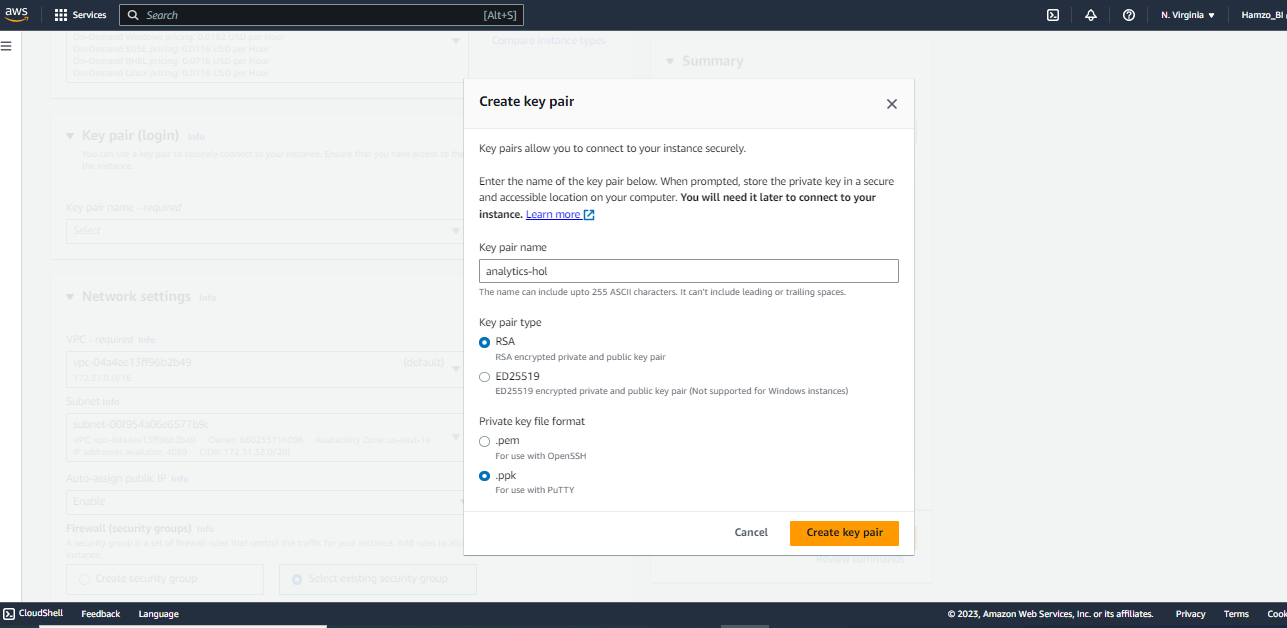 aws
Services
Search
[Alt+S]
N. Virginia
Hamzo_BI
On-Demand Windows pricing: 0.0162 USD per Hour
On-Demand SUSE pricing: 0.0116 USD per Hour
On-Demand RHEL pricing: 0.0716 USD per Hour
On-Demand Linux pricing: 0.0116 USD per Hour
Compare instance types
Summary
Key pair (login) Info
You can use a key pair to securely connect to your instance. Ensure that you have access to the
the instance.
Key pair name - required
Select
Network settings Info
VPC - required Info
vpc-04a4ae13ff96b2b49
(default)
172.31.0.0/16
Subnet Info
subnet-00f954a06e6577b9c
VPC: vpc-04a4ae13ff96b2b49 Owner: Availability Zone: us-east-1a
IP addresses available: CIDR: 172.31.32.0/20
Auto-assign public IP Info
Enable
Firewall (security groups) Info
A security group is a set of firewall rules that control the traffic for your instance. Add rules to allo
instance.
Create security group
Select existing security group
Create key pair
Key pairs allow you to connect to your instance securely.
Enter the name of the key pair below. When prompted, store the private key in a secure
and accessible location on your computer. You will need it later to connect to your
instance. Learn more
Key pair name
analytics-hol
The name can include upto 255 ASCII characters. It can't include leading or trailing spaces.
Key pair type
RSA
RSA encrypted private and public key pair
ED25519
ED25519 encrypted private and public key pair (Not supported for Windows instances)
Private key file format
.pem
For use with OpenSSH
.ppk
For use with PuTTY
Cancel
Create key pair
Review commands
CloudShell
Feedback
Language
© 2023, Amazon Web Services, Inc. or its affiliates.
Privacy
Terms
Cook